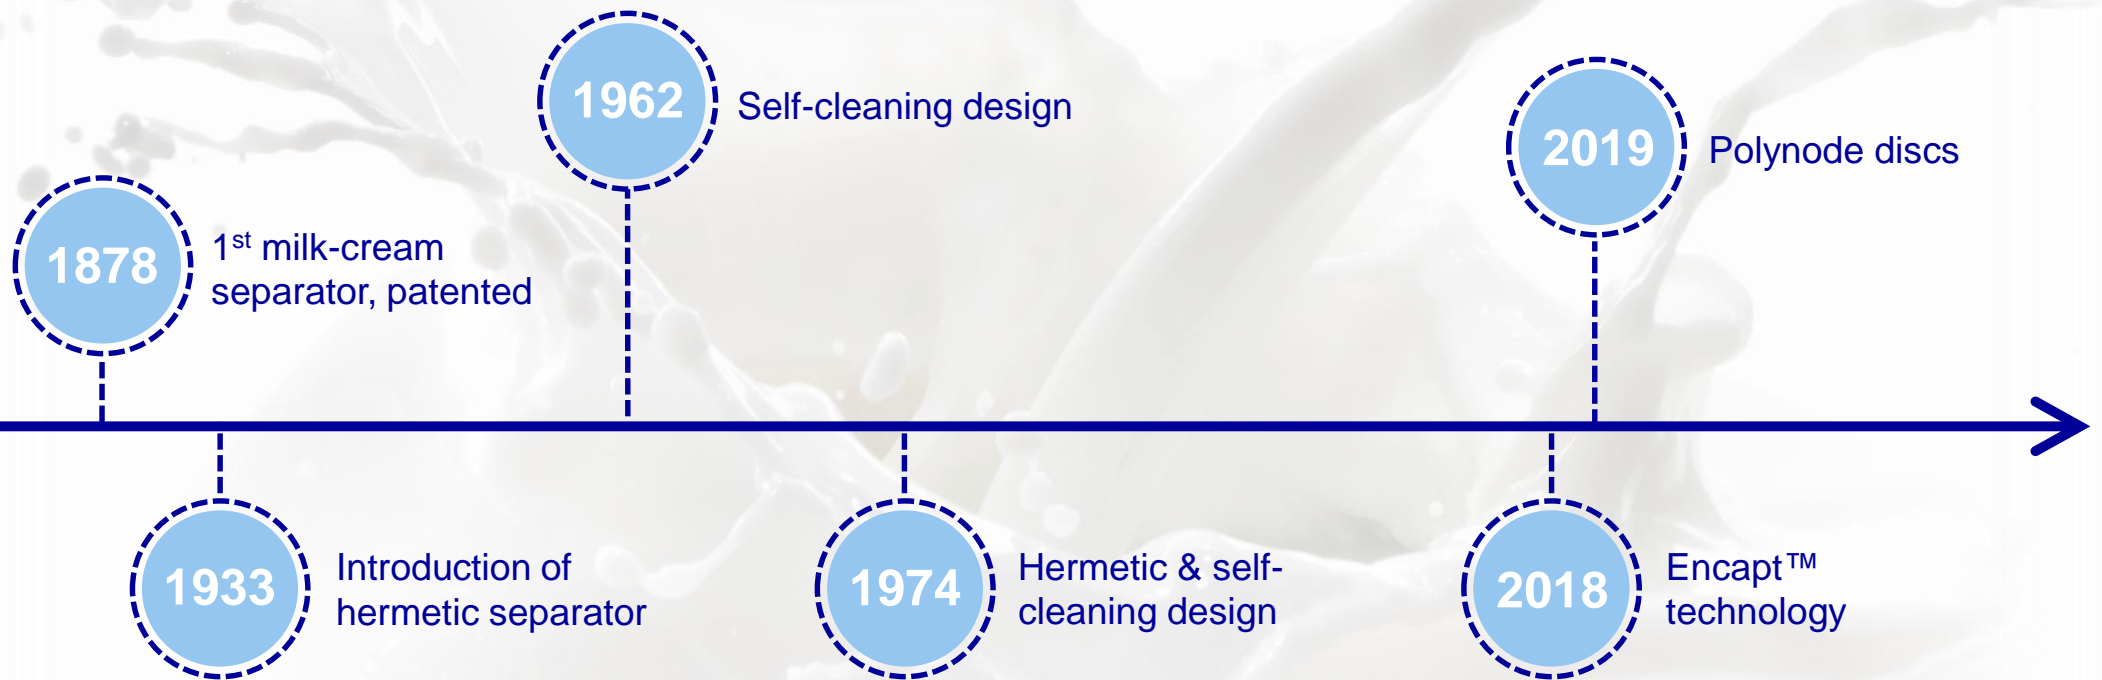 1878
1st milk-cream
separator, patented
1933
Introduction of
hermetic separator
1962
Self-cleaning design
1974
Hermetic & self-
cleaning design
2018
Encapt™
technology
2019
Polynode discs